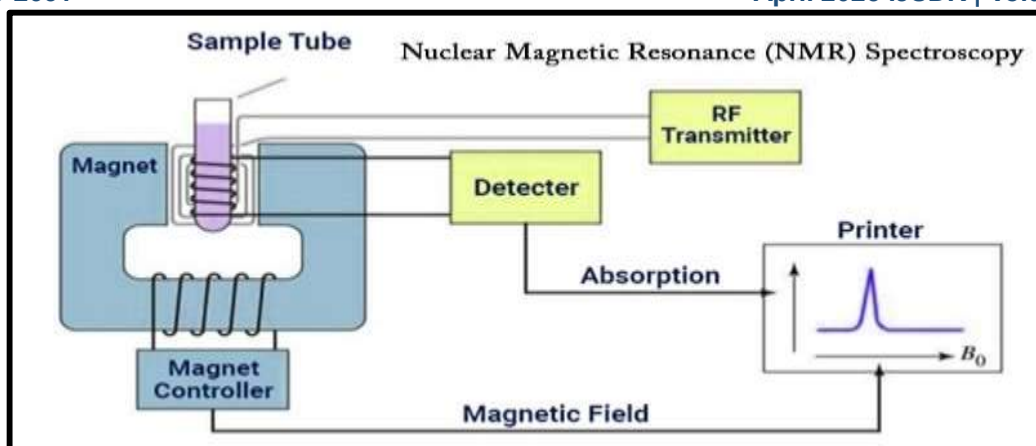 Sample Tube
Nuclear Magnetic Resonance (NMR) Spectroscopy
RF
Transmitter
Magnet
Detecter
Printer
Absorption
B0
Magnet
Controller
Magnetic Field